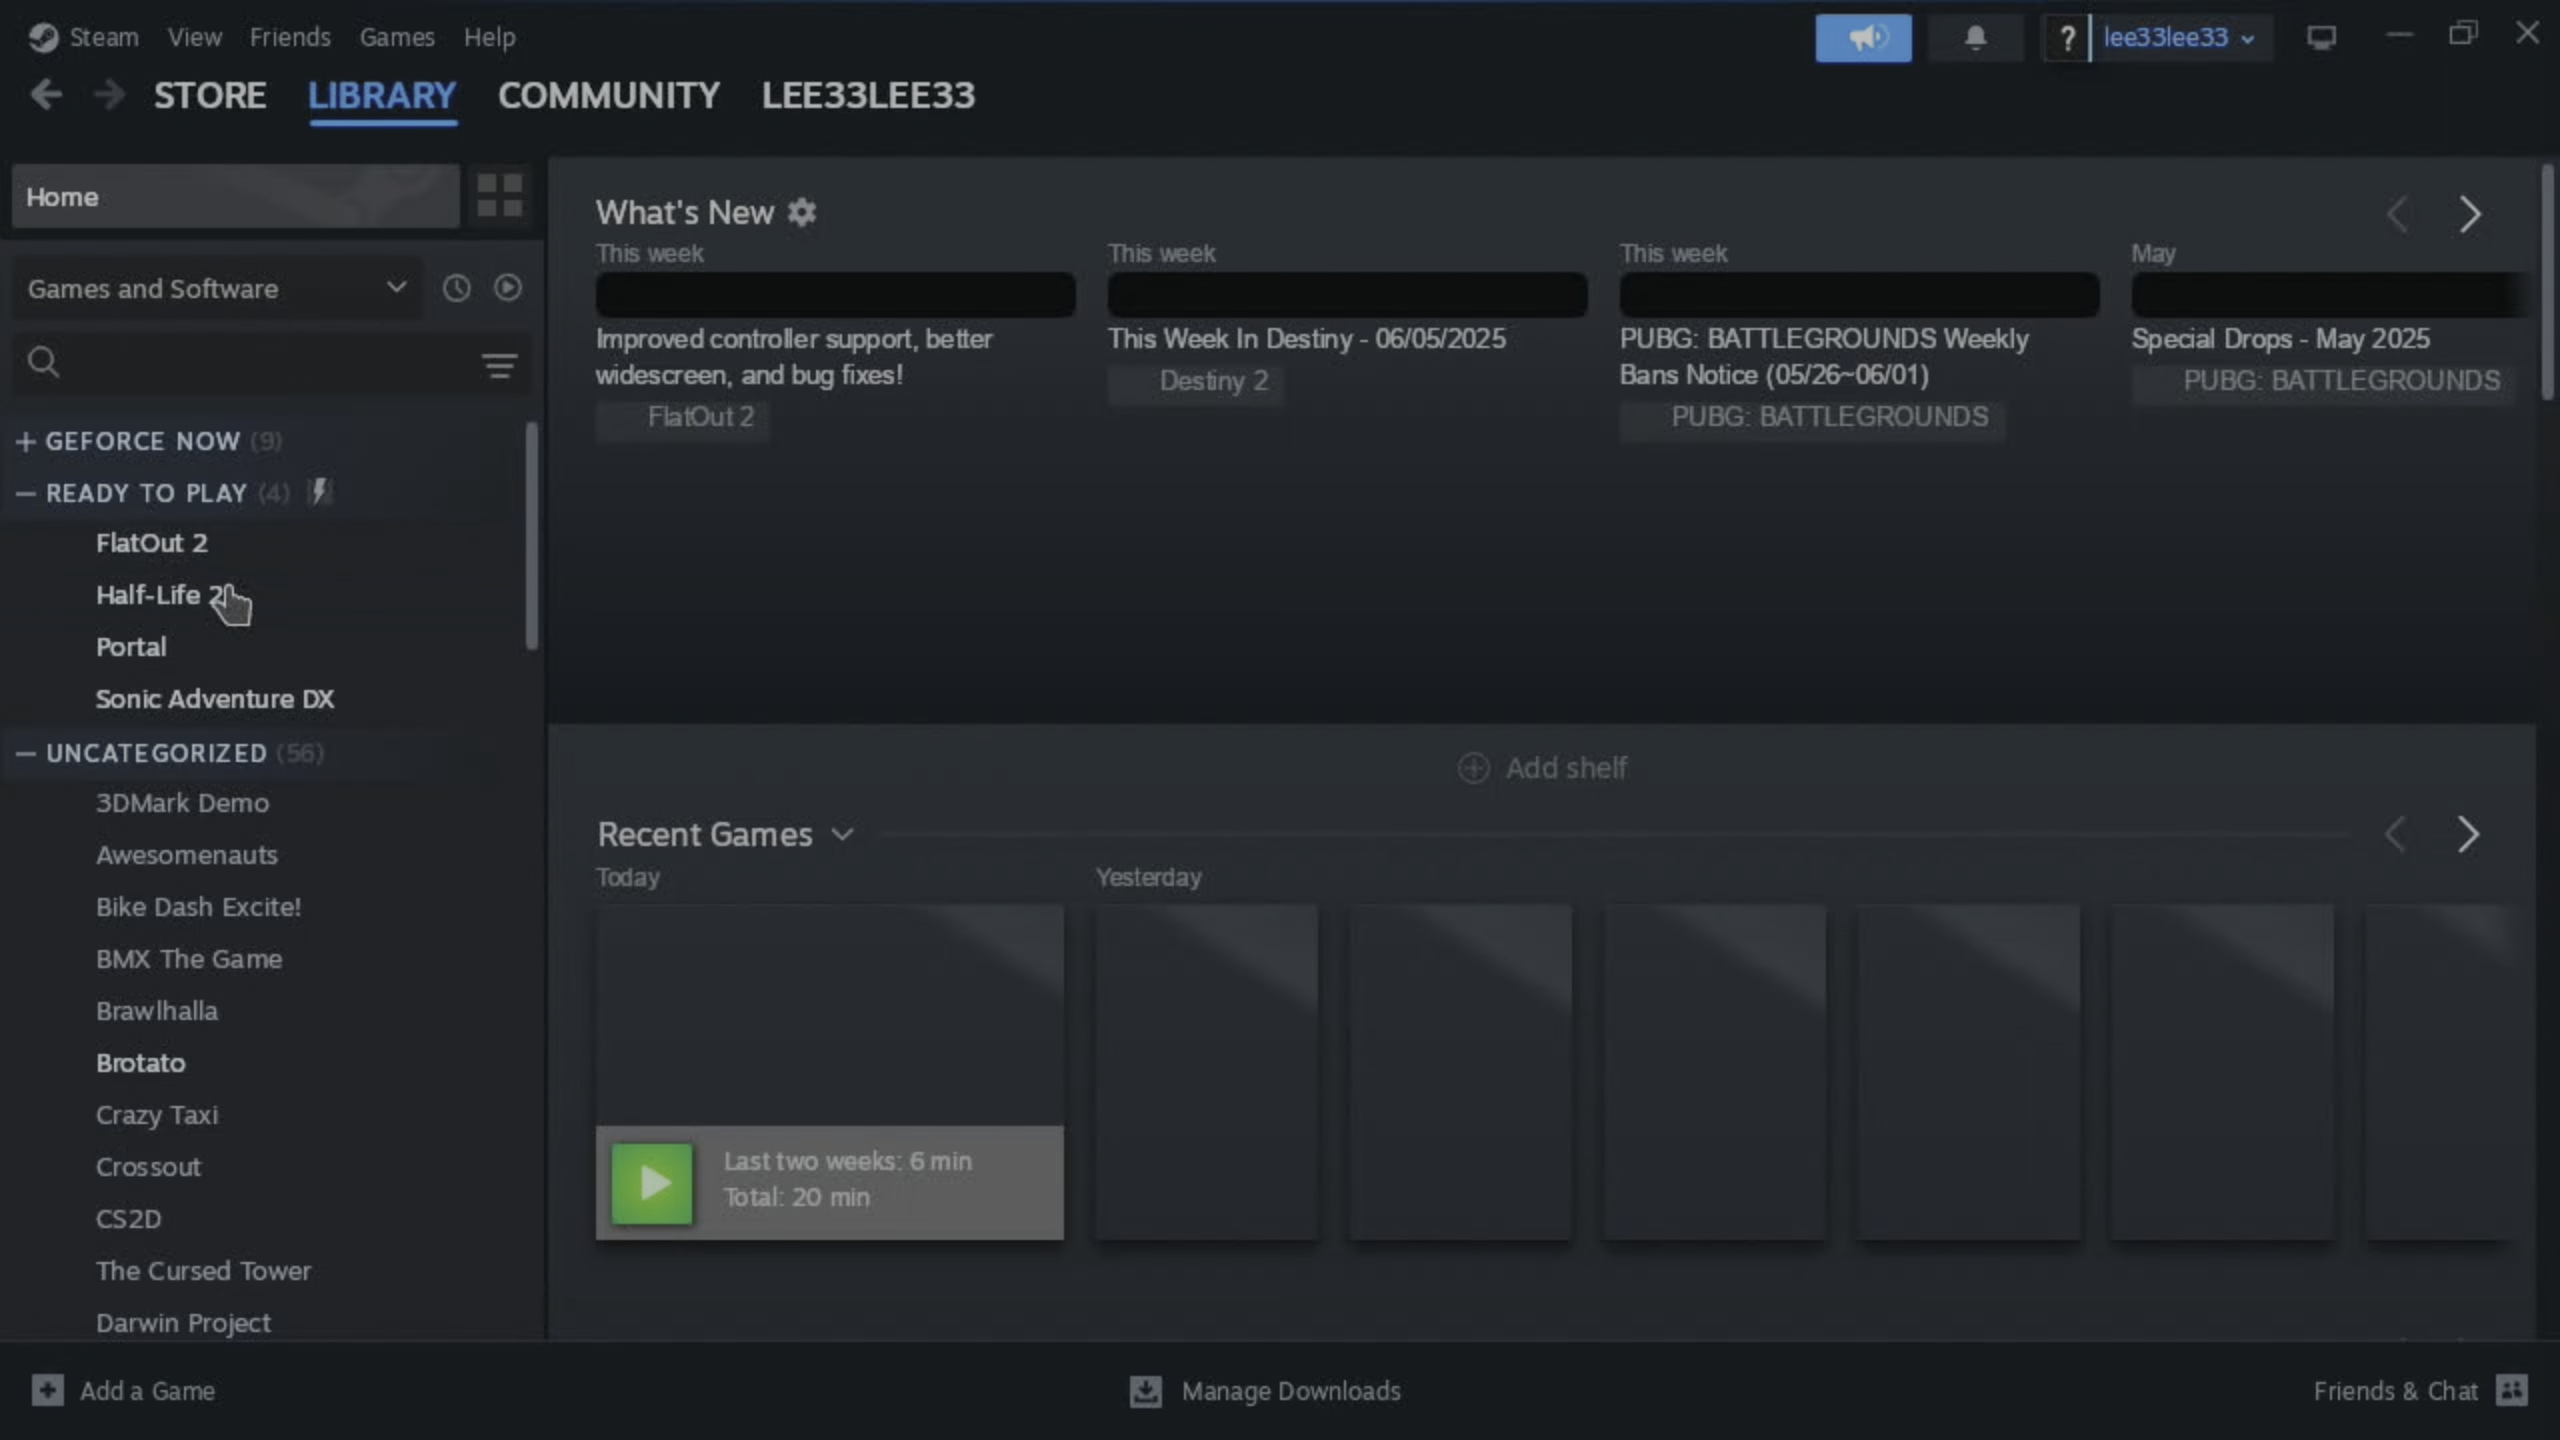 Steam View Friends Games Help
? lee33lee33
STORE LIBRARY COMMUNITY LEE33LEE33
Home
Games and Software
GEFORCE NOW (9)
READY TO PLAY (4)
FlatOut 2
Half-Life 2
Portal
Sonic Adventure DX
UNCATEGORIZED (56)
3DMark Demo
Awesomenauts
Bike Dash Excite!
BMX The Game
Brawlhalla
Brotato
Crazy Taxi
Crossout
CS2D
The Cursed Tower
Darwin Project
What's New
This week
Improved controller support, better
widescreen, and bug fixes!
FlatOut 2
This week
This Week In Destiny - 06/05/2025
Destiny 2
This week
PUBG: BATTLEGROUNDS Weekly
Bans Notice (05/26~06/01)
PUBG: BATTLEGROUNDS
May
Special Drops - May 2025
PUBG: BATTLEGROUNDS
Add shelf
Recent Games
Today
Yesterday
Last two weeks: 6 min
Total: 20 min
Add a Game
Manage Downloads
Friends & Chat